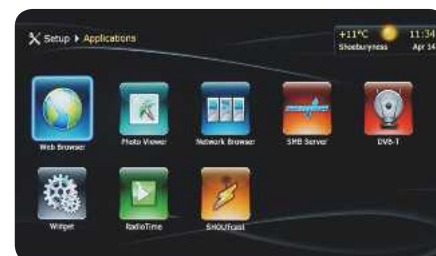 Setup ▸ Applications
+11°C 11:34
Shoeburyness Apr 14
Web Browser Photo Viewer Network Browser SMB Server DVB-T
Widget RadioTime SHOUTcast